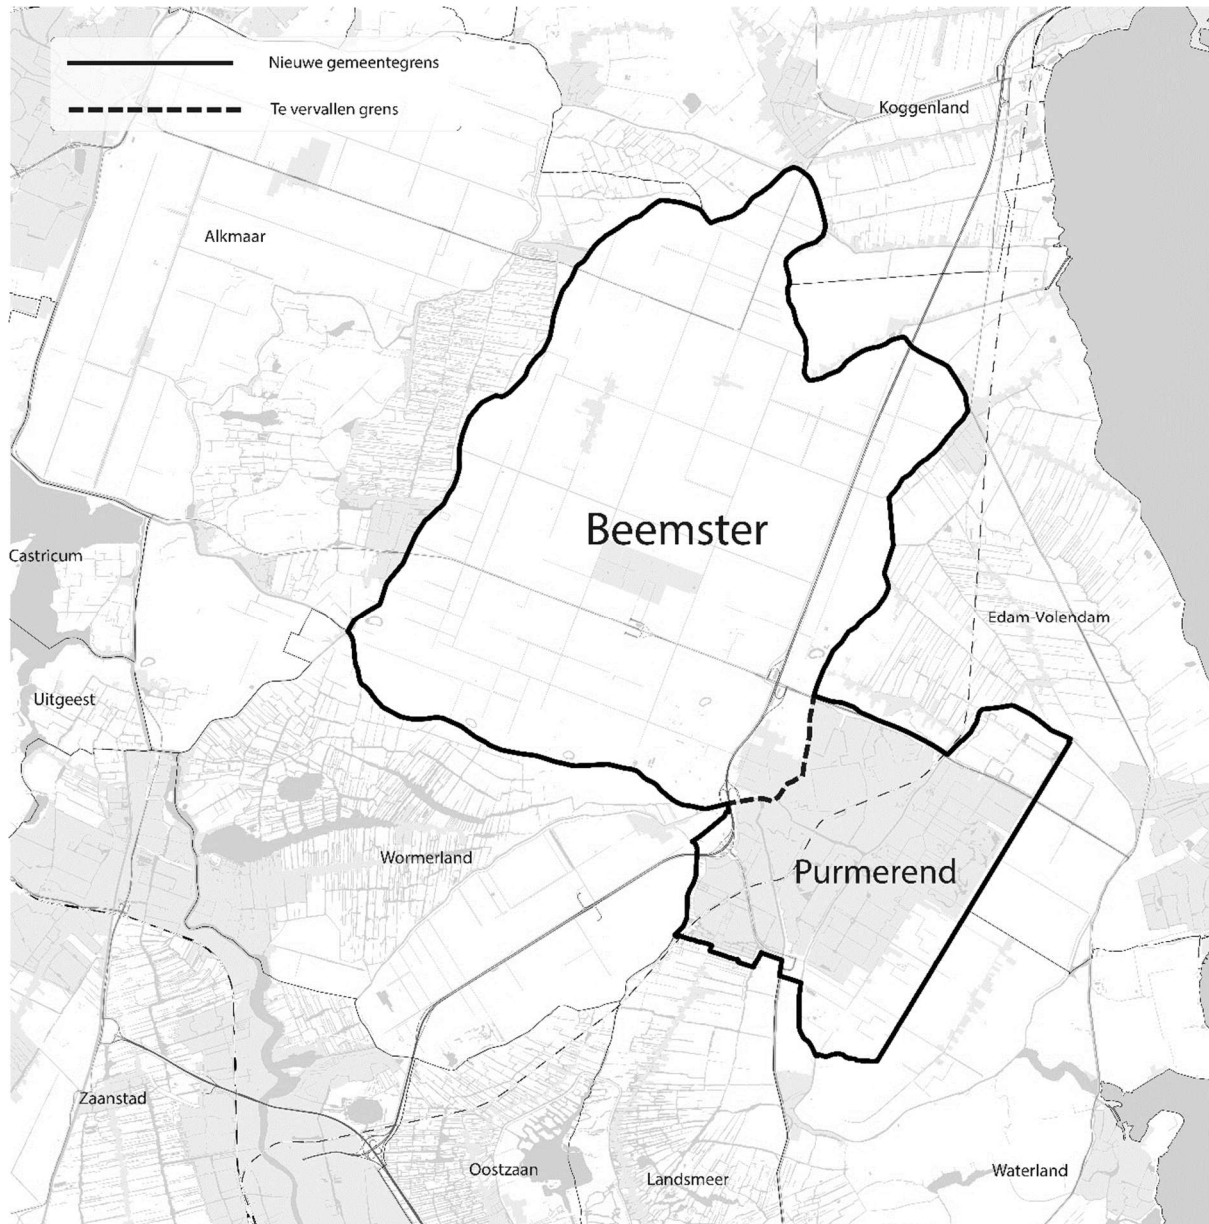 Nieuwe gemeentegrens
Te vervallen grens
Koggenland
Alkmaar
Beemster
Castricum
Edam-Volendam
Uitgeest
Wormerland
Purmerend
Zaanstad
Oostzaan
Landsmeer
Waterland